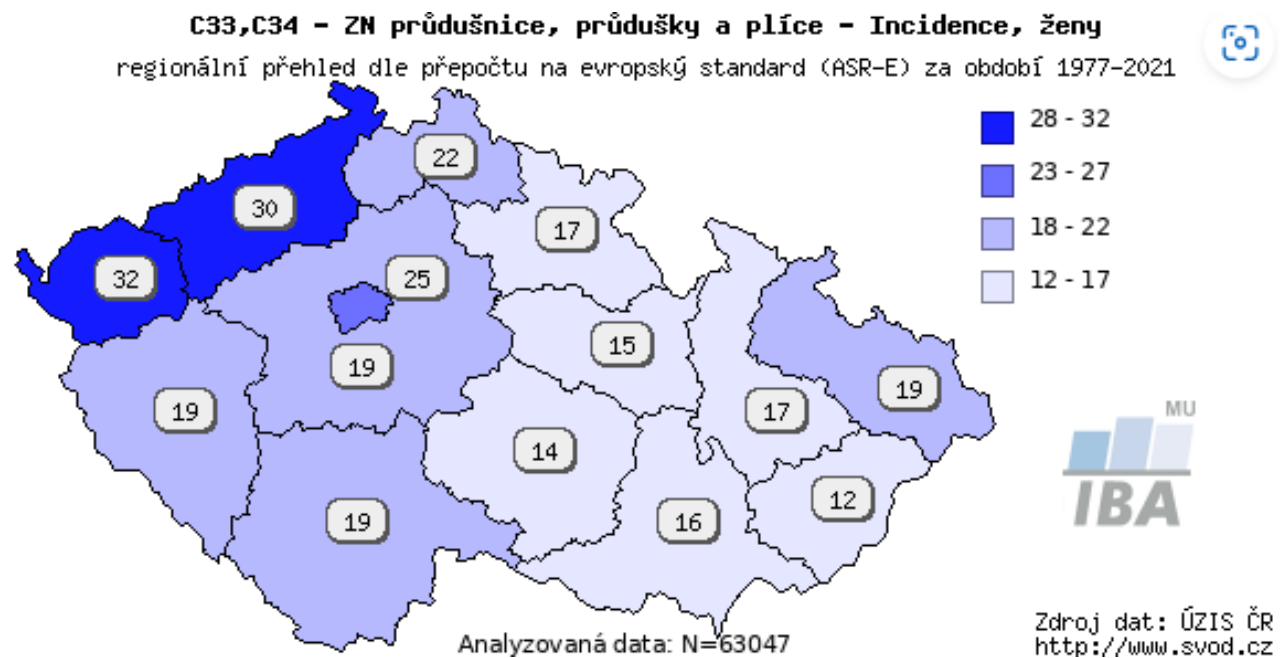 C33,C34 - ZN průdušnice, průdušky a plíce - Incidence, ženy
regionální přehled dle přepočtu na evropský standard (ASR-E) za období 1977-2021
28 - 32
23 - 27
18 - 22
12 - 17
22
30
17
32
25
15
19
19
19
17
14
12
19
16
MU
IBA
Analyzovaná data: N=63047
Zdroj dat: ÚZIS ČR
http://www.svod.cz